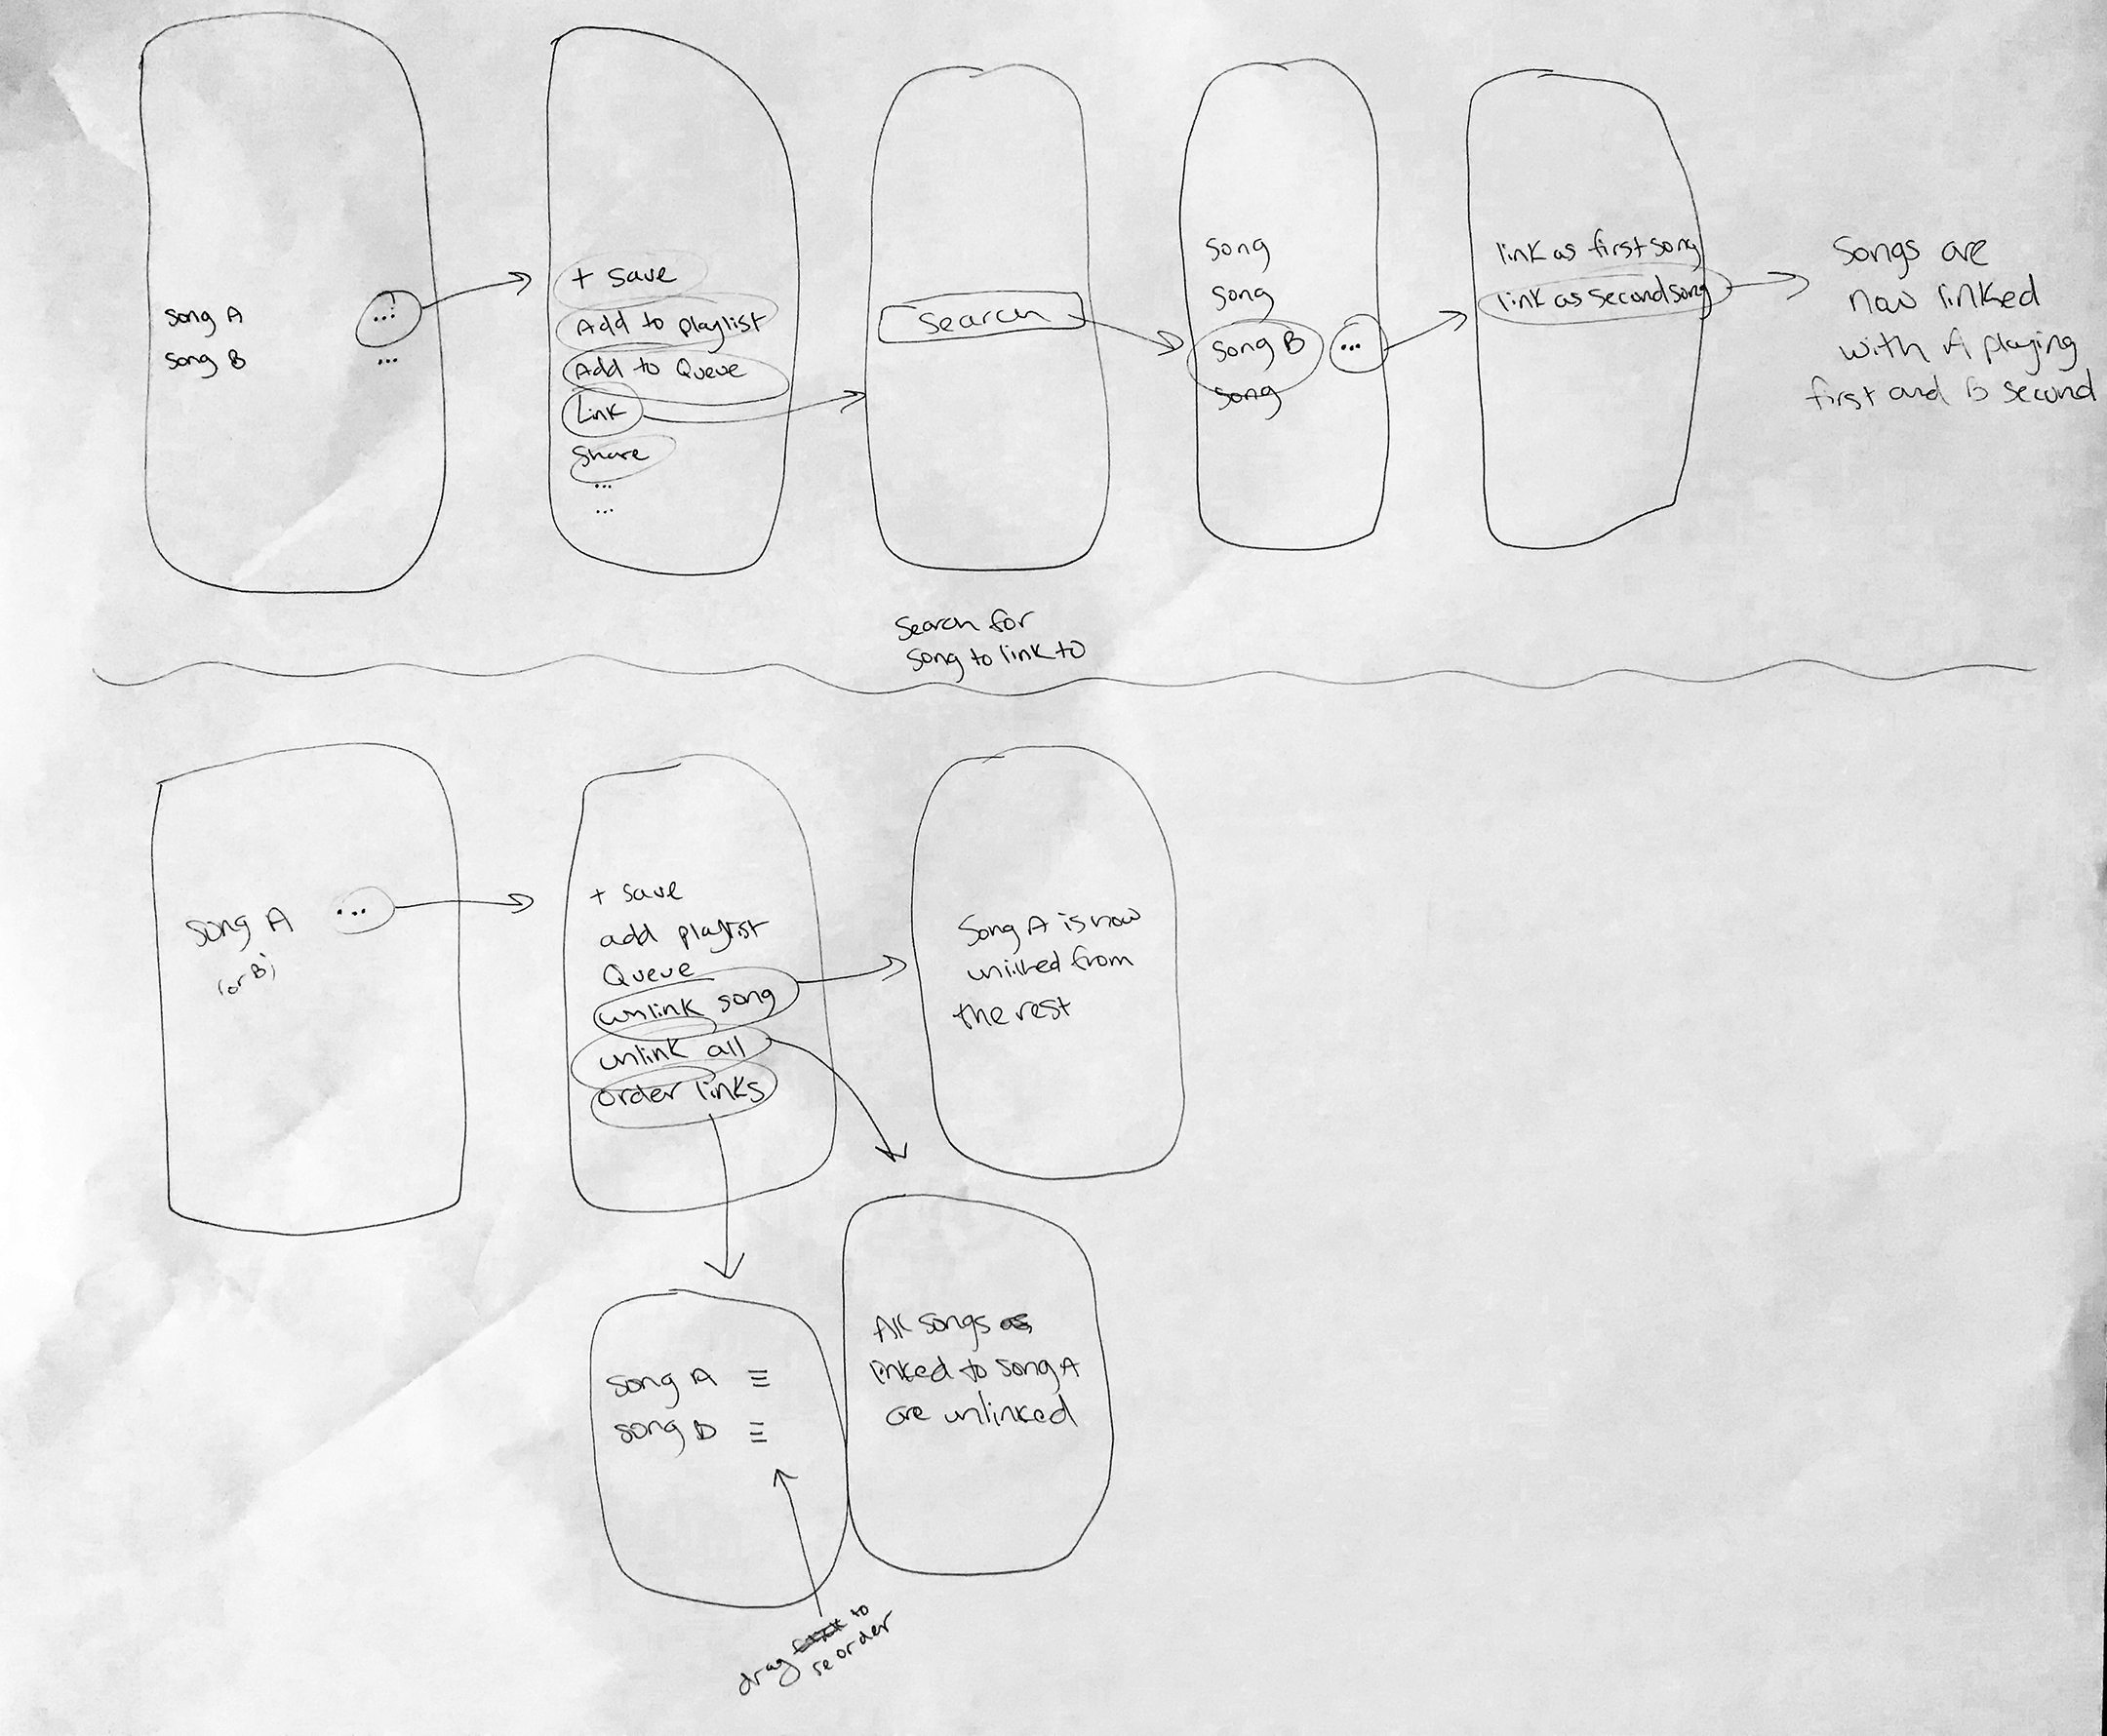 Song A ...
Song B ...
+ Save
Add to playlist
Add to Queue
Link
Share
...
...
Search
Search for
song to link to
Song
Song
Song B ...
Song
link as first song
link as second song
Songs are
now linked
with A playing
first and B second
Song A ...
(or B)
+ Save
add playlist
Queue
unlink song
unlink all
order links
Song A is now
unilked from
the rest
All songs
linked to song A
are unlinked
Song A ≡
Song B ≡
drag to
reorder